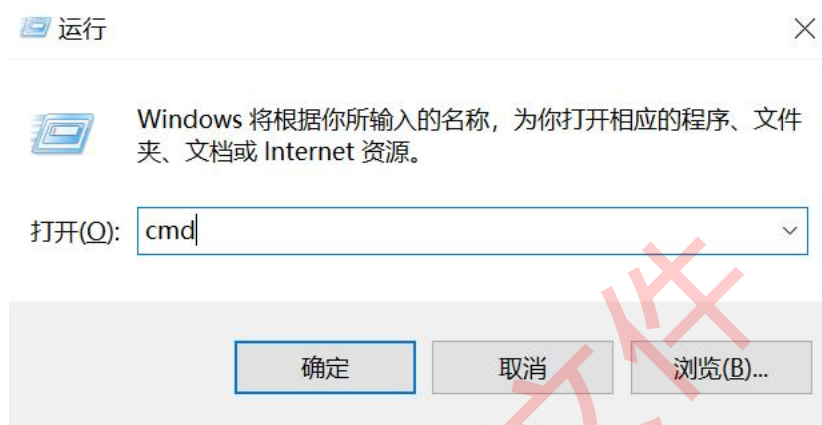 运行
Windows 将根据你所输入的名称，为你打开相应的程序、文件
夹、文档或 Internet 资源。
打开(O): cmd
确定 取消 浏览(B)...
文件